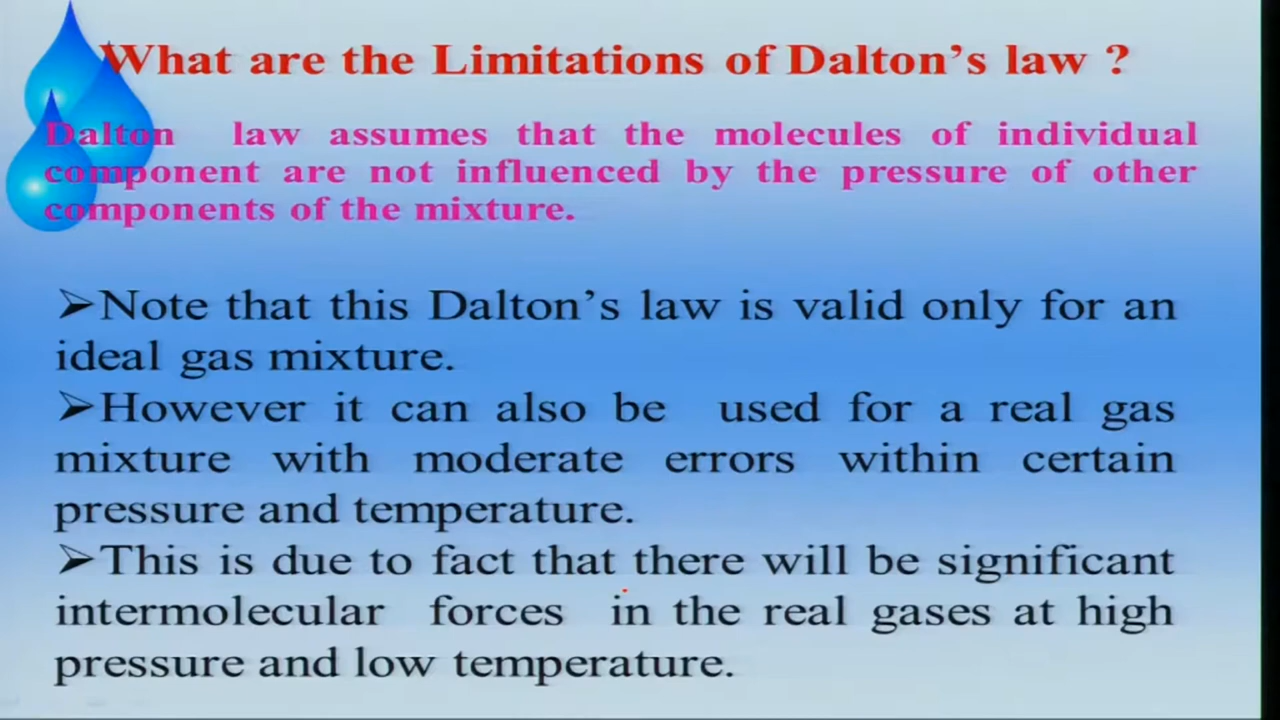 What are the Limitations of Dalton’s law ?
Dalton law assumes that the molecules of individual
component are not influenced by the pressure of other
components of the mixture.
➢Note that this Dalton’s law is valid only for an
ideal gas mixture.
➢However it can also be used for a real gas
mixture with moderate errors within certain
pressure and temperature.
➢This is due to fact that there will be significant
intermolecular forces in the real gases at high
pressure and low temperature.